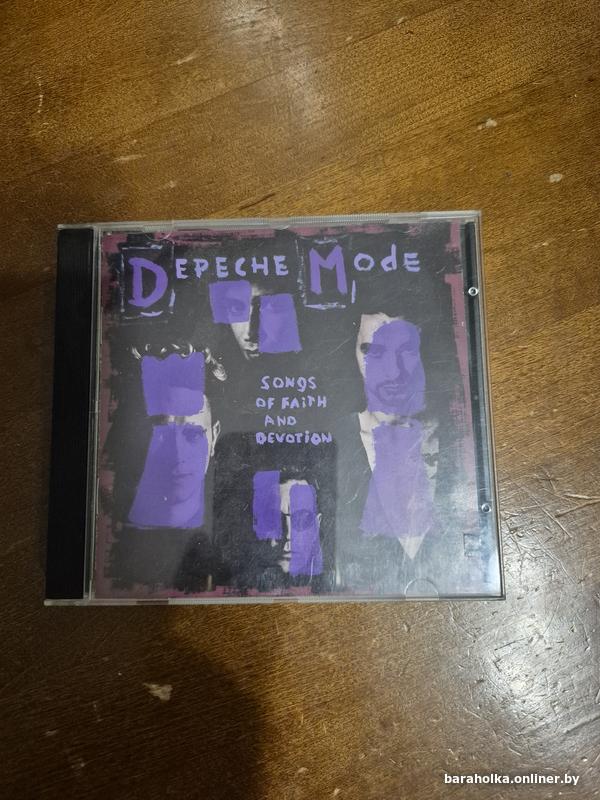 DEPECHE MOdE
SONgS
OF FAiTH
AND
DEVOTiON
baraholka.onliner.by